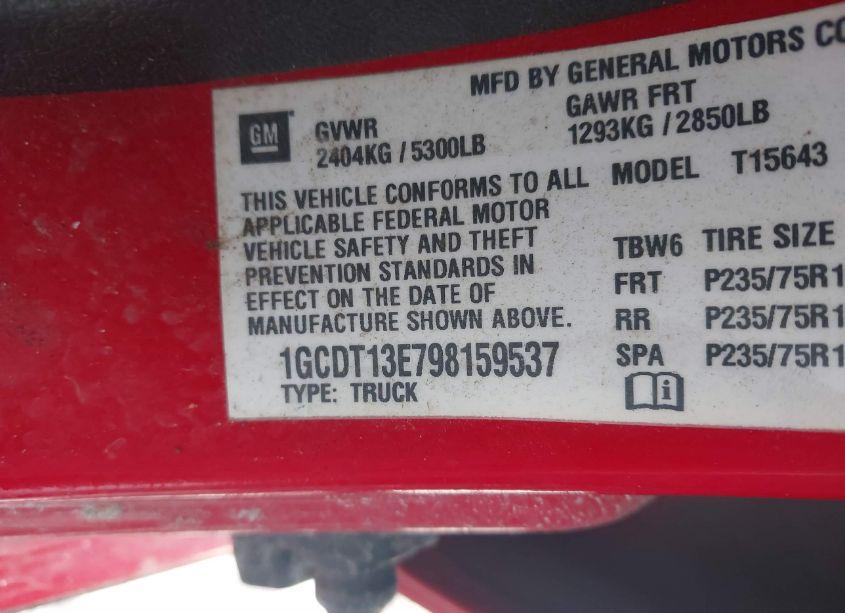 MFD BY GENERAL MOTORS CO
GM
GVWR
2404KG / 5300LB
GAWR FRT
1293KG / 2850LB
THIS VEHICLE CONFORMS TO ALL
APPLICABLE FEDERAL MOTOR
VEHICLE SAFETY AND THEFT
PREVENTION STANDARDS IN
EFFECT ON THE DATE OF
MANUFACTURE SHOWN ABOVE.
1GCDT13E798159537
TYPE: TRUCK
MODEL T15643
TBW6 TIRE SIZE
FRT P235/75R1
RR P235/75R1
SPA P235/75R1
i